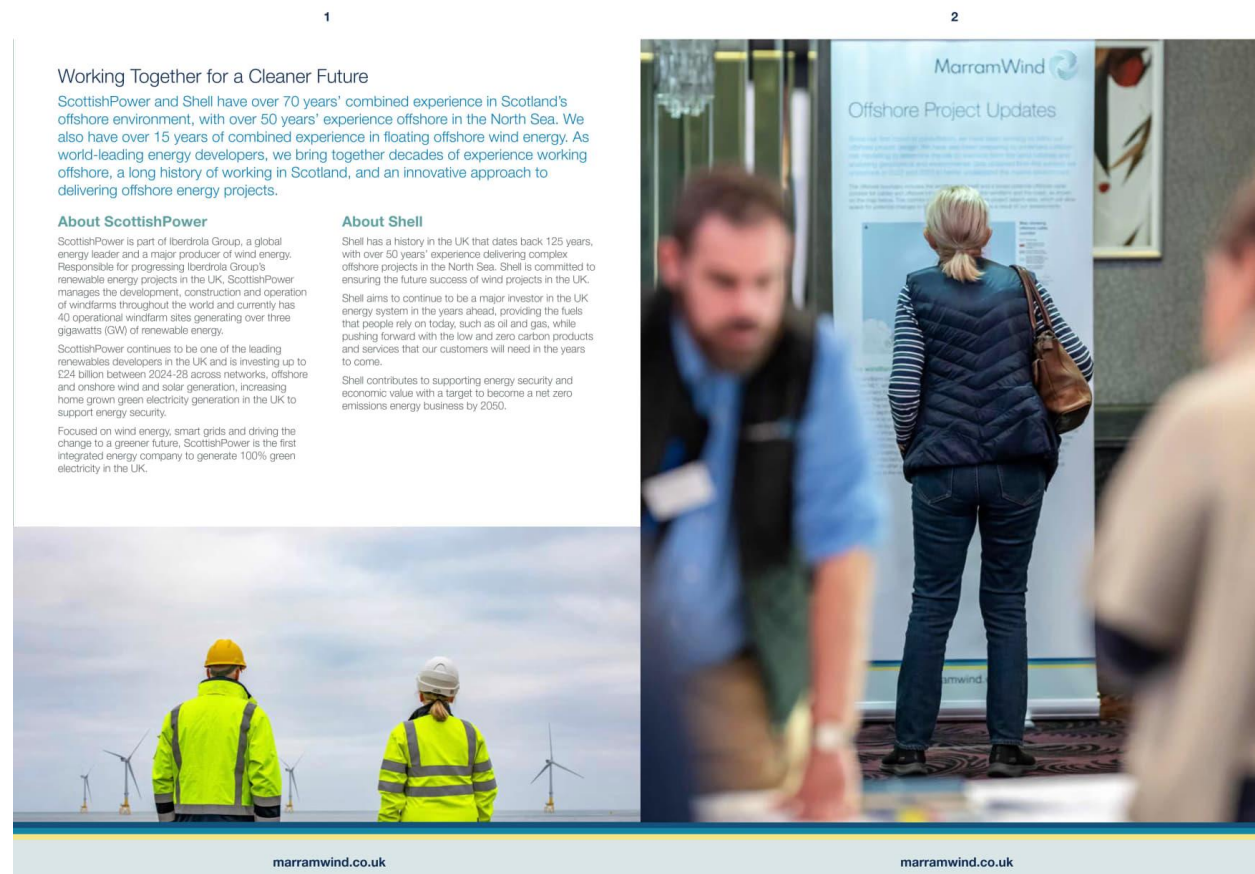 1
Working Together for a Cleaner Future
ScottishPower and Shell have over 70 years’ combined experience in Scotland’s
offshore environment, with over 50 years’ experience offshore in the North Sea. We
also have over 15 years of combined experience in floating offshore wind energy. As
world-leading energy developers, we bring together decades of experience working
offshore, a long history of working in Scotland, and an innovative approach to
delivering offshore energy projects.
About ScottishPower
ScottishPower is part of Iberdrola Group, a global
energy leader and a major producer of wind energy.
Responsible for progressing Iberdrola Group’s
renewable energy projects in the UK, ScottishPower
manages the development, construction and operation
of windfarms throughout the world and currently has
40 operational windfarm sites generating over three
gigawatts (GW) of renewable energy.
ScottishPower continues to be one of the leading
renewables developers in the UK and is investing up to
£24 billion between 2024-28 across networks, offshore
and onshore wind and solar generation, increasing
home grown green electricity generation in the UK to
support energy security.
Focused on wind energy, smart grids and driving the
change to a greener future, ScottishPower is the first
integrated energy company to generate 100% green
electricity in the UK.
About Shell
Shell has a history in the UK that dates back 125 years,
with over 50 years’ experience delivering complex
offshore projects in the North Sea. Shell is committed to
ensuring the future success of wind projects in the UK.
Shell aims to continue to be a major investor in the UK
energy system in the years ahead, providing the fuels
that people rely on today, such as oil and gas, while
pushing forward with the low and zero carbon products
and services that our customers will need in the years
to come.
Shell contributes to supporting energy security and
economic value with a target to become a net zero
emissions energy business by 2050.
marramwind.co.uk
2
MarramWind
Offshore Project Updates
marramwind.co.uk